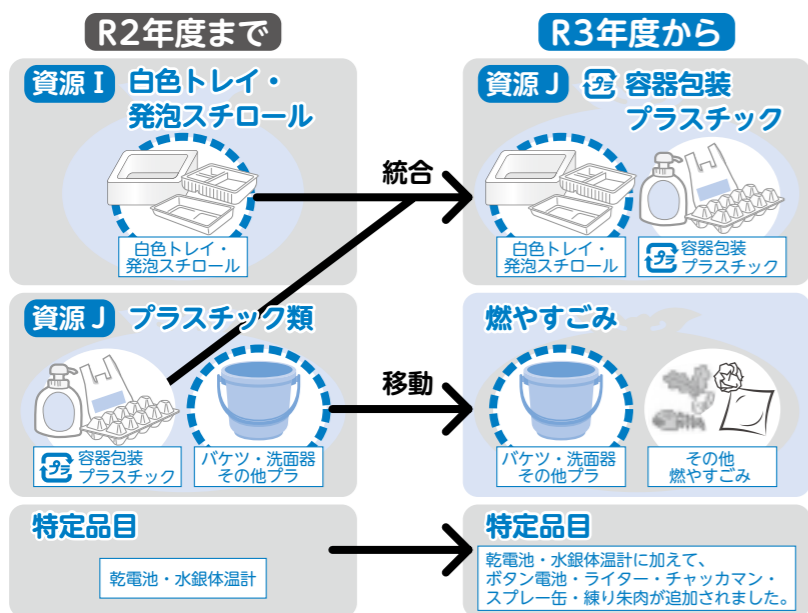 R2年度まで
R3年度から
資源Ｉ 白色トレイ・
発泡スチロール
白色トレイ・
発泡スチロール
統合
資源Ｊ プラ 容器包装
プラスチック
白色トレイ・
発泡スチロール
プラ 容器包装
プラスチック
資源Ｊ プラスチック類
プラ 容器包装
プラスチック
バケツ・洗面器
その他プラ
移動
燃やすごみ
バケツ・洗面器
その他プラ
その他
燃やすごみ
特定品目
乾電池・水銀体温計
特定品目
乾電池・水銀体温計に加えて、
ボタン電池・ライター・チャッカマン・
スプレー缶・練り朱肉が追加されました。